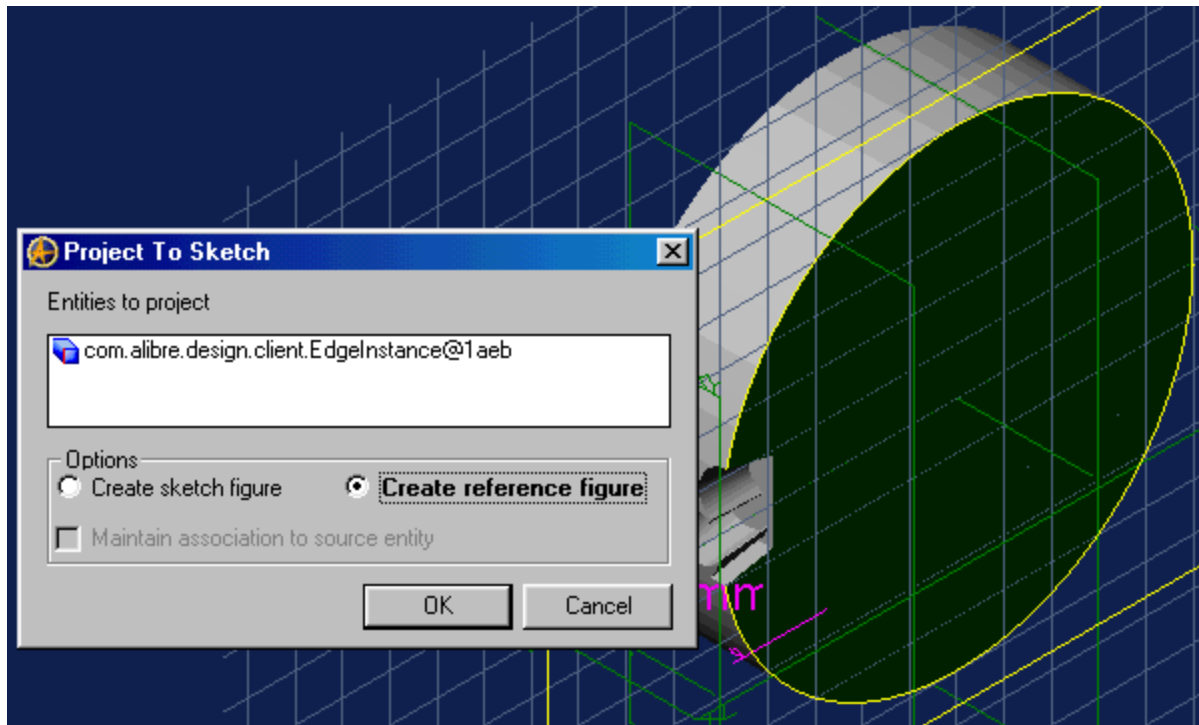 Project To Sketch
Entities to project
com.alibre.design.client.EdgeInstance@1aeb
Options
Create sketch figure
Create reference figure
Maintain association to source entity
OK
Cancel